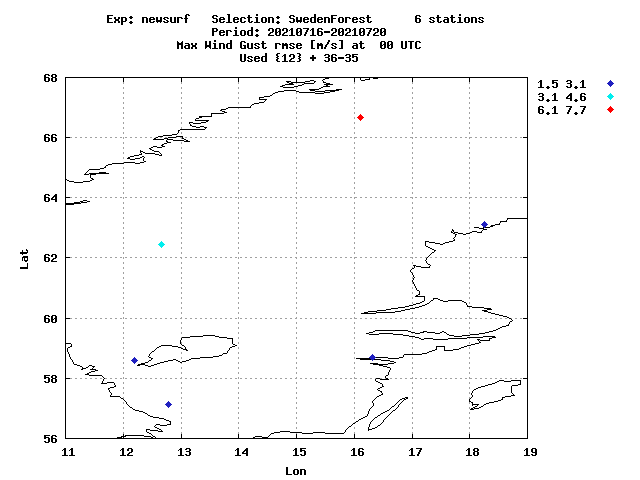 Exp: newsurf Selection: SwedenForest 6 stations
Period: 20210716-20210720
Max Wind Gust rmse [m/s] at 00 UTC
Used {12} + 36-35
1.5 3.1
3.1 4.6
6.1 7.7
68
66
64
62
60
58
56
Lat
11 12 13 14 15 16 17 18 19
Lon